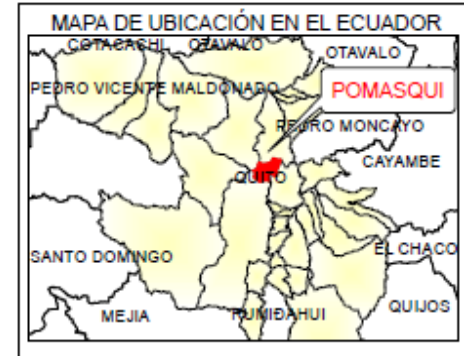 MAPA DE UBICACIÓN EN EL ECUADOR
COTACACHI OTAVALO
OTAVALO
PEDRO VICENTE MALDONADO
POMASQUI
PEDRO MONCAYO
CAYAMBE
QUITO
SANTO DOMINGO
EL CHACO
QUIJOS
MEJIA
RUMIÐAHUI